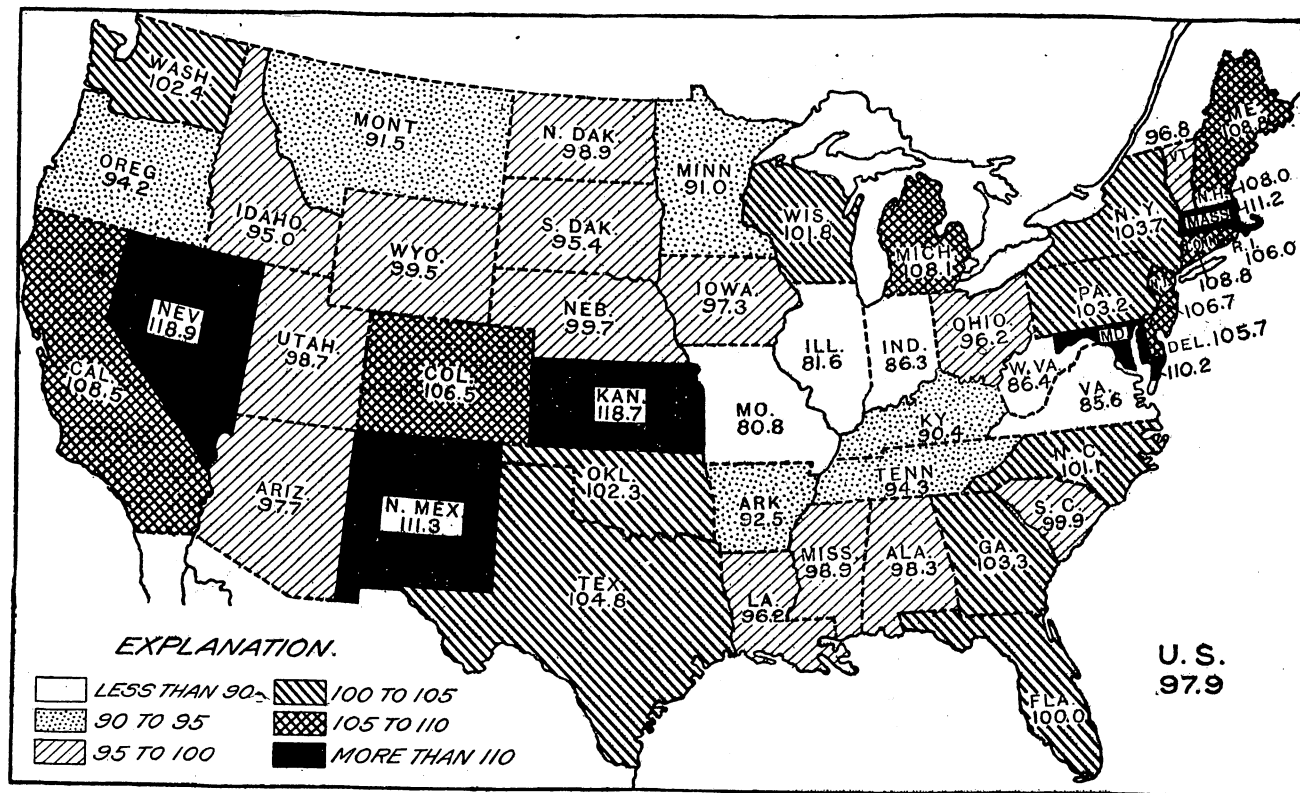 WASH.
102.4
OREG.
94.2
MONT.
91.5
IDAHO.
95.0
WYO.
99.5
N. DAK.
98.9
S. DAK.
95.4
MINN.
91.0
WIS.
101.8
MICH.
108.1
96.8
VT.
ME.
N.H.
108.0
MASS.
111.2
CONN.
R.I.
106.0
108.8
N.Y.
103.7
PA.
103.2
N.J.
106.7
DEL. 105.7
MD.
110.2
NEV.
118.9
CAL.
108.5
UTAH.
98.7
COL.
106.5
NEB.
99.7
IOWA.
97.3
ILL.
81.6
IND.
86.3
OHIO.
96.2
W. VA.
86.4
VA.
85.6
KAN.
118.7
MO.
80.8
KY.
90.4
ARIZ.
97.7
N. MEX.
111.3
OKL.
102.3
ARK.
92.5
TENN.
94.3
N. C.
101.1
S. C.
99.9
TEX.
104.8
LA.
96.2
MISS.
98.9
ALA.
98.3
GA.
103.3
FLA.
100.0
U. S.
97.9
EXPLANATION.
LESS THAN 90
90 TO 95
95 TO 100
100 TO 105
105 TO 110
MORE THAN 110